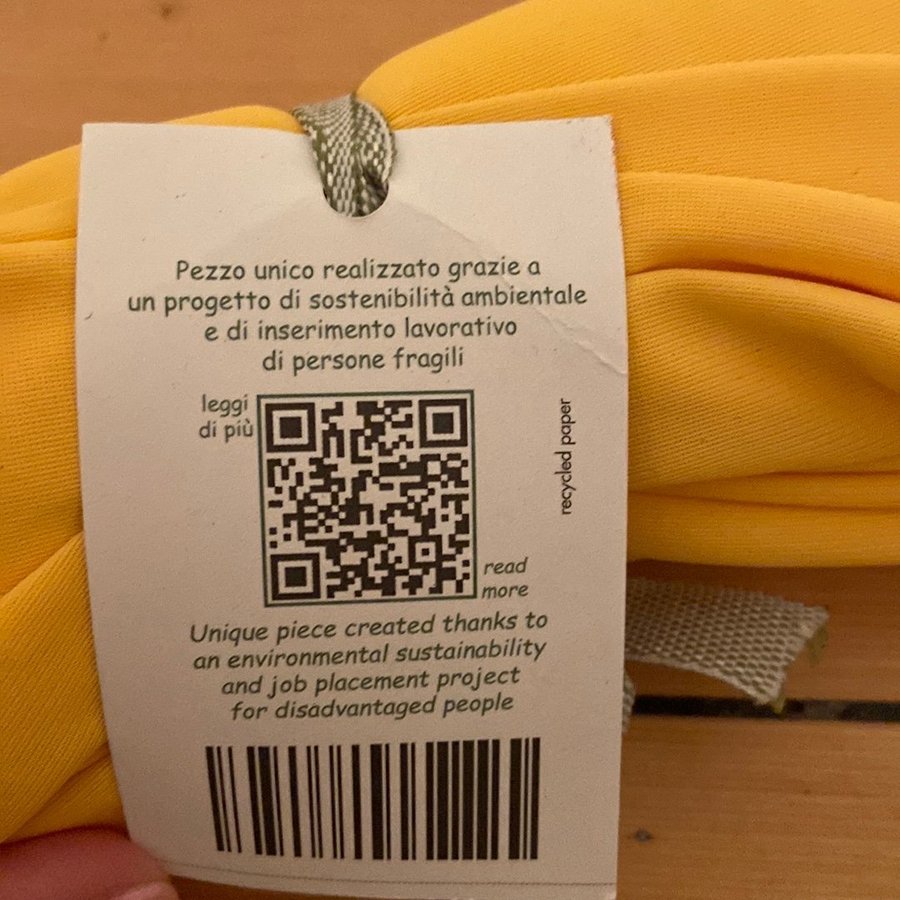 Pezzo unico realizzato grazie a
un progetto di sostenibilità ambientale
e di inserimento lavorativo
di persone fragili
leggi
di più
recycled paper
read
more
Unique piece created thanks to
an environmental sustainability
and job placement project
for disadvantaged people